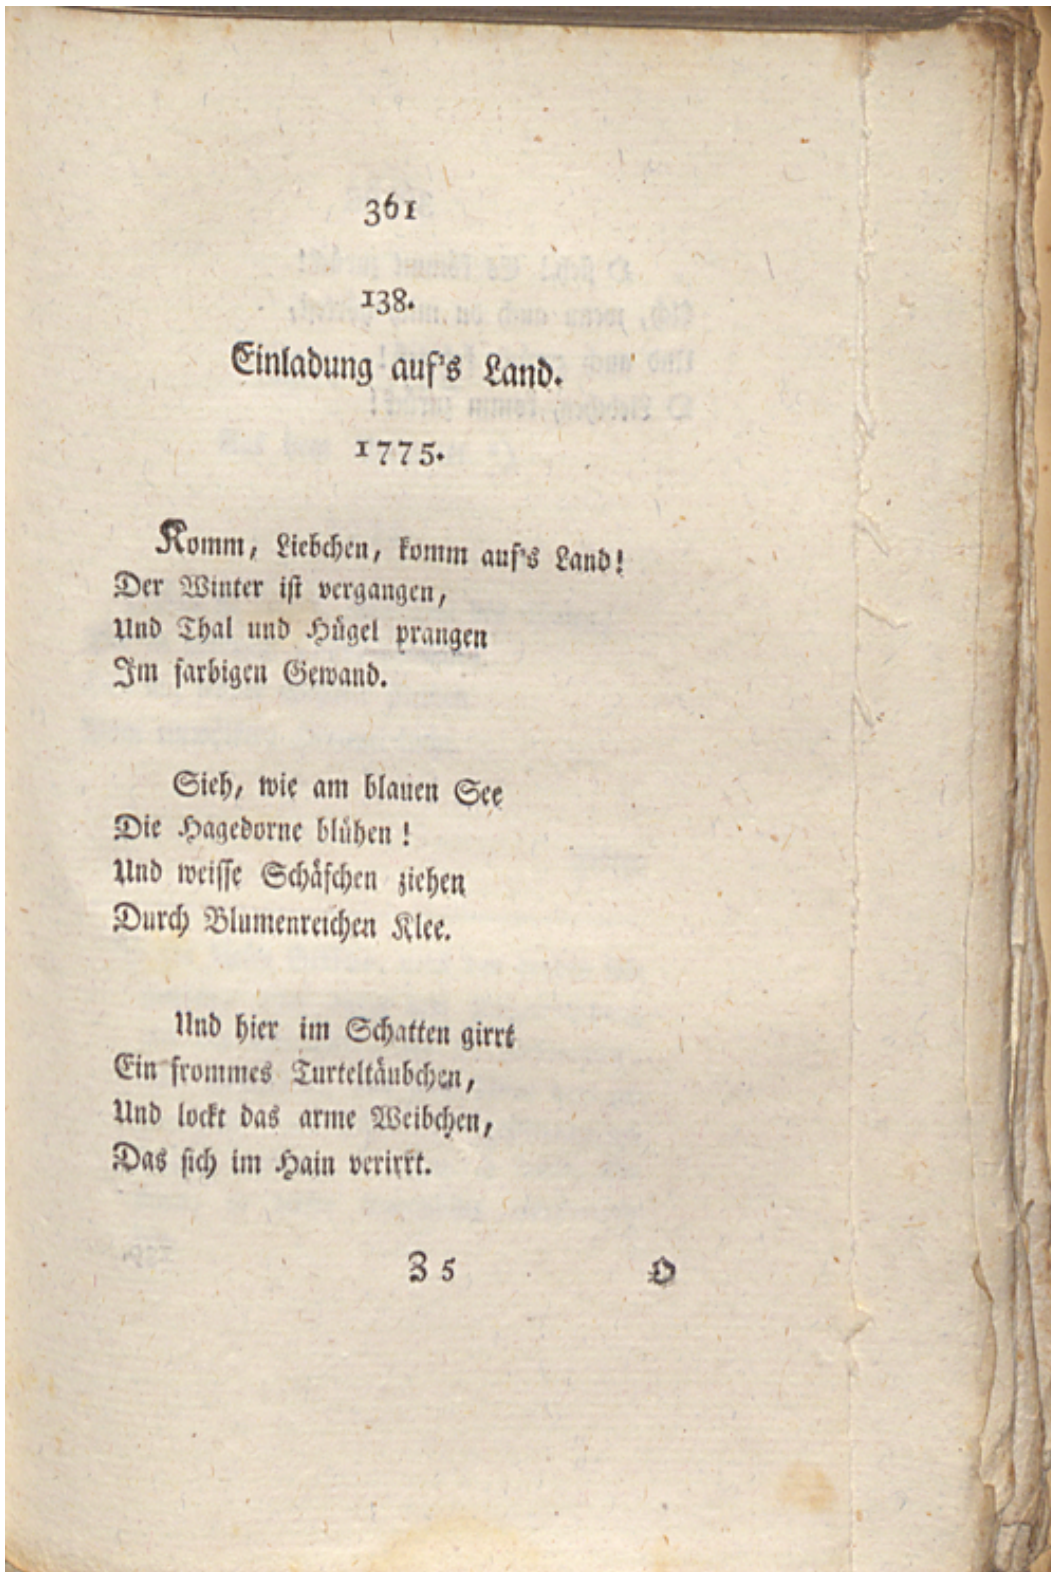 361
138.
Einladung auf's Land.
1775.
Komm, Liebchen, komm auf's Land!
Der Winter ist vergangen,
Und Thal und Hügel prangen
Im farbigen Gewand.
Sieh, wie am blauen See
Die Hagedorne blühen!
Und weisse Schäfchen ziehen
Durch Blumenreichen Klee.
Und hier im Schatten girrt
Ein frommes Turteltäubchen,
Und lockt das arme Weibchen,
Das sich im Hain verirrt.
Z 5 O